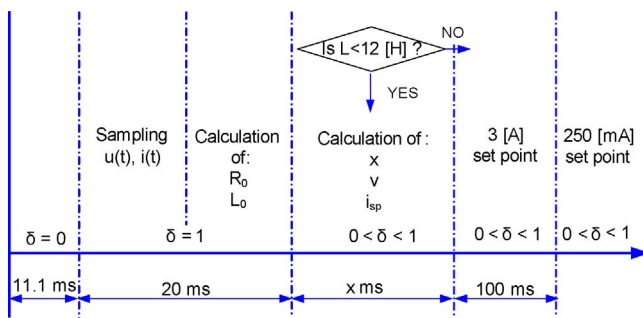 Is L<12 [H] ?
NO
YES
Sampling
u(t), i(t)
Calculation
of:
R₀
L₀
Calculation of :
x
v
iₛₚ
3 [A]
set point
250 [mA]
set point
δ = 0
δ = 1
0 < δ < 1
0 < δ < 1
0 < δ < 1
11.1 ms
20 ms
x ms
100 ms